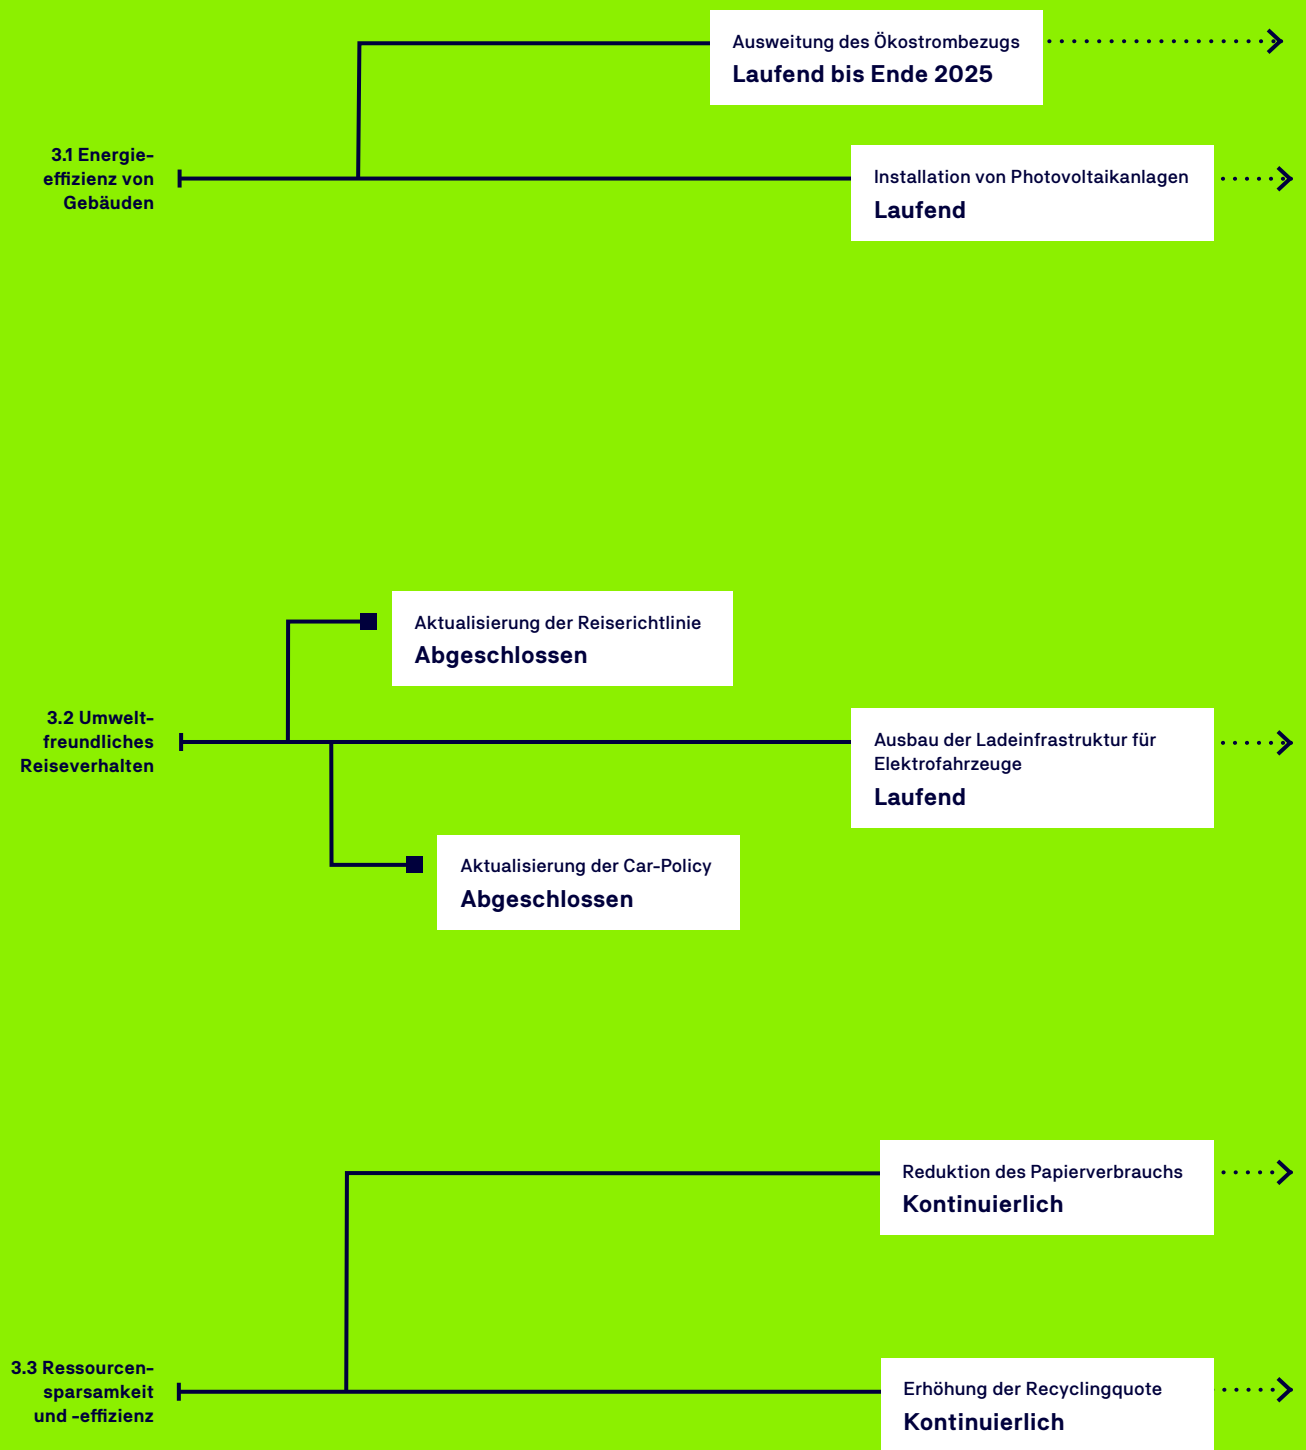 Ausweitung des Ökostrombezugs
Laufend bis Ende 2025
3.1 Energie-
effizienz von
Gebäuden
Installation von Photovoltaikanlagen
Laufend
Aktualisierung der Reiserichtlinie
Abgeschlossen
3.2 Umwelt-
freundliches
Reiseverhalten
Ausbau der Ladeinfrastruktur für
Elektrofahrzeuge
Laufend
Aktualisierung der Car-Policy
Abgeschlossen
Reduktion des Papierverbrauchs
Kontinuierlich
3.3 Ressourcen-
sparsamkeit
und -effizienz
Erhöhung der Recyclingquote
Kontinuierlich